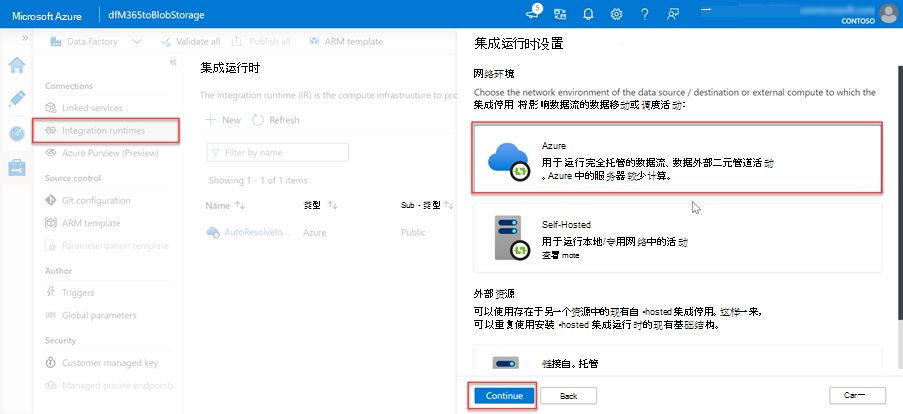 Microsoft Azure
dfM365toBlobStorage
5
CONTOSO
Data Factory
Validate all
Publish all
ARM template
Connections
Linked services
Integration runtimes
Azure Purview (Preview)
Source control
Git configuration
ARM template
Parameterization template
Author
Triggers
Global parameters
Security
Customer managed key
Managed private endpoints
集成运行时
The integration runtime (IR) is the compute infrastructure to pro
New
Refresh
Filter by name
Showing 1 - 1 of 1 items
Name
类型
Sub - 类型
AutoResolveIn...
Azure
Public
集成运行时设置
网络环境
Choose the network environment of the data source / destination or external compute to which the
集成停用 将影响数据流的数据移动或调度活动:
Azure
用于运行完全托管的数据流、数据外部二元管道活动
。Azure 中的服务器较少计算。
Self-Hosted
用于运行本地/专用网络中的活动
查看 mote
外部资源
可以使用存在于另一个资源中的现有自 -hosted 集成停用。这样一来，
可以重复使用安装 -hosted 集成运行时的现有基础结构。
链接自。托管
Continue
Back
Car一